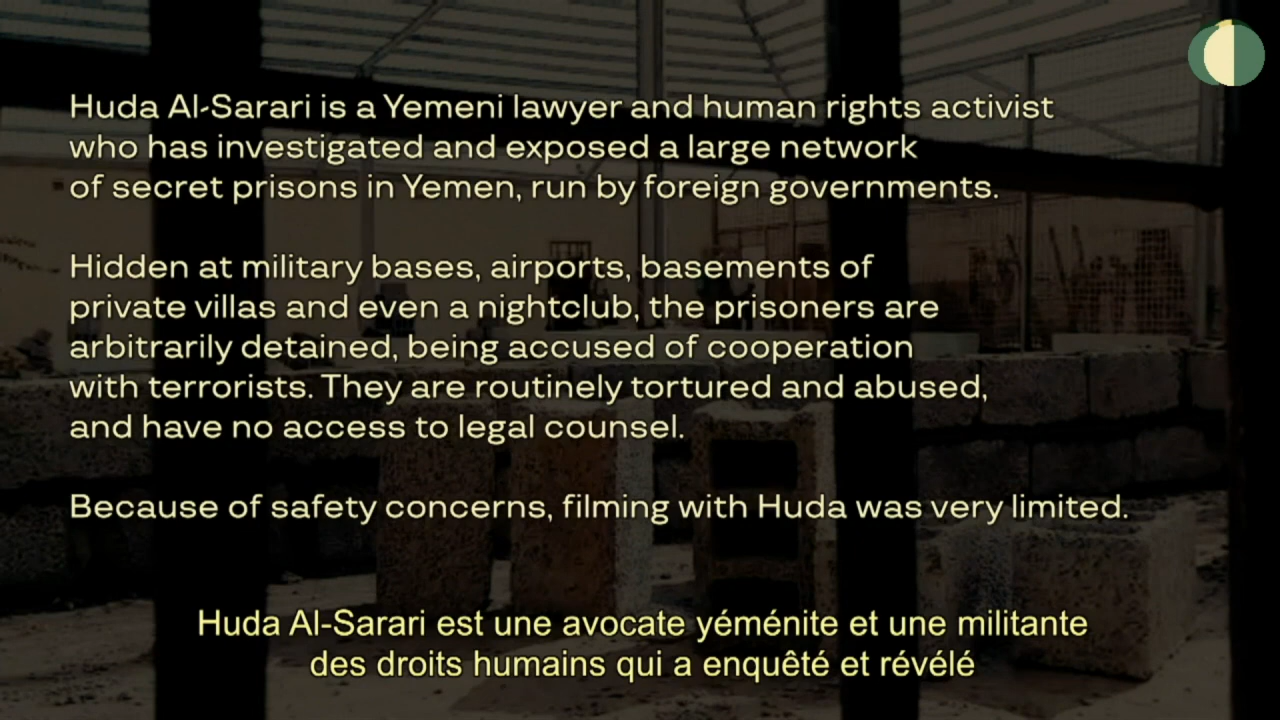 Huda Al-Sarari is a Yemeni lawyer and human rights activist
who has investigated and exposed a large network
of secret prisons in Yemen, run by foreign governments.
Hidden at military bases, airports, basements of
private villas and even a nightclub, the prisoners are
arbitrarily detained, being accused of cooperation
with terrorists. They are routinely tortured and abused,
and have no access to legal counsel.
Because of safety concerns, filming with Huda was very limited.
Huda Al-Sarari est une avocate yéménite et une militante
des droits humains qui a enquêté et révélé